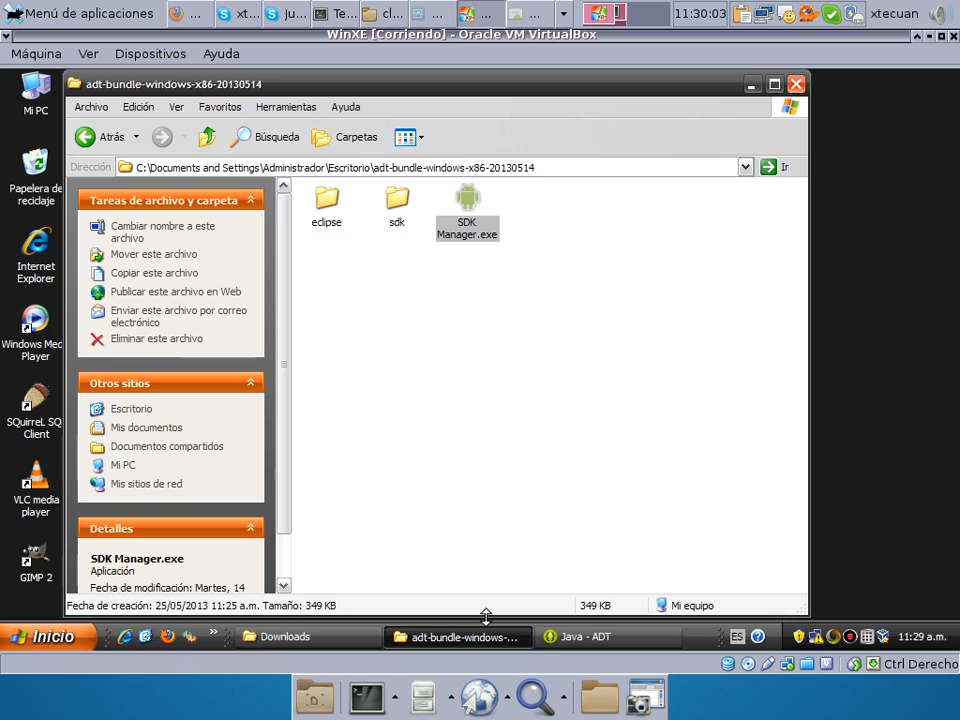 Menú de aplicaciones ... xt... Ju... Te... cl... ... ... ... 11:30:03 xtecuan
WinXE [Corriendo] - Oracle VM VirtualBox
Máquina Ver Dispositivos Ayuda
adt-bundle-windows-x86-20130514
Archivo Edición Ver Favoritos Herramientas Ayuda
Atrás Búsqueda Carpetas
Dirección C:\Documents and Settings\Administrador\Escritorio\adt-bundle-windows-x86-20130514 Ir
Mi PC
Papelera de
reciclaje
Internet
Explorer
Windows Med
Player
SQuirreL SQ
Client
VLC media
player
GIMP 2
Tareas de archivo y carpeta
Cambiar nombre a este
archivo
Mover este archivo
Copiar este archivo
Publicar este archivo en Web
Enviar este archivo por correo
electrónico
Eliminar este archivo
Otros sitios
Escritorio
Mis documentos
Documentos compartidos
Mi PC
Mis sitios de red
Detalles
SDK Manager.exe
Aplicación
Fecha de modificación: Martes, 14
eclipse
sdk
SDK
Manager.exe
Fecha de creación: 25/05/2013 11:25 a.m. Tamaño: 349 KB 349 KB Mi equipo
Inicio » Downloads adt-bundle-windows-... Java - ADT ES 11:29 a.m.
Ctrl Derecho